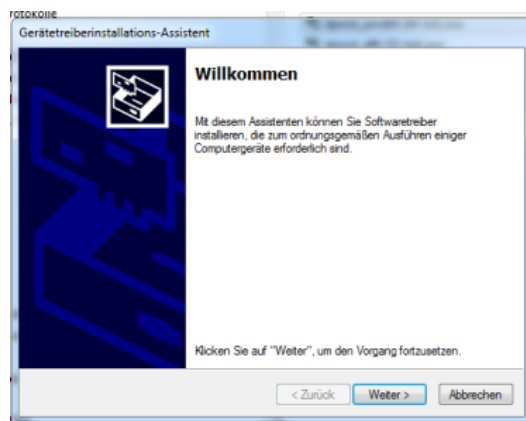 rotokolle
Gerätetreiberinstallations-Assistent
Willkommen
Mit diesem Assistenten können Sie Softwaretreiber
installieren, die zum ordnungsgemäßen Ausführen einiger
Computergeräte erforderlich sind.
Klicken Sie auf "Weiter", um den Vorgang fortzusetzen.
< Zurück Weiter > Abbrechen